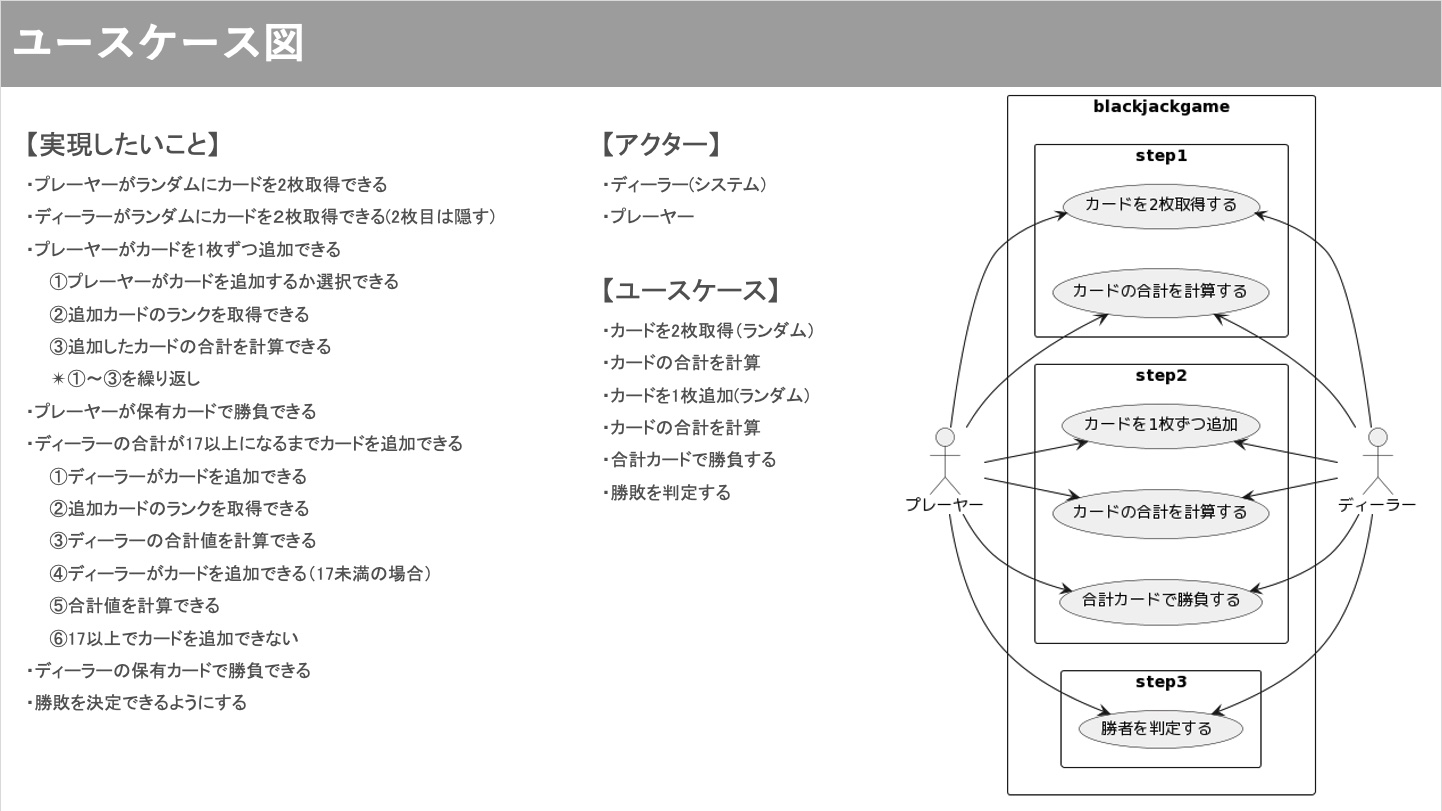 ユースケース図
【実現したいこと】
・プレーヤーがランダムにカードを2枚取得できる
・ディーラーがランダムにカードを２枚取得できる(2枚目は隠す)
・プレーヤーがカードを1枚ずつ追加できる
①プレーヤーがカードを追加するか選択できる
②追加カードのランクを取得できる
③追加したカードの合計を計算できる
✴①～③を繰り返し
・プレーヤーが保有カードで勝負できる
・ディーラーの合計が17以上になるまでカードを追加できる
①ディーラーがカードを追加できる
②追加カードのランクを取得できる
③ディーラーの合計値を計算できる
④ディーラーがカードを追加できる（17未満の場合）
⑤合計値を計算できる
⑥17以上でカードを追加できない
・ディーラーの保有カードで勝負できる
・勝敗を決定できるようにする
【アクター】
・ディーラー(システム)
・プレーヤー
【ユースケース】
・カードを2枚取得（ランダム）
・カードの合計を計算
・カードを1枚追加(ランダム)
・カードの合計を計算
・合計カードで勝負する
・勝敗を判定する
blackjackgame
step1
カードを2枚取得する
カードの合計を計算する
step2
カードを1枚ずつ追加
カードの合計を計算する
合計カードで勝負する
step3
勝者を判定する
プレーヤー
ディーラー